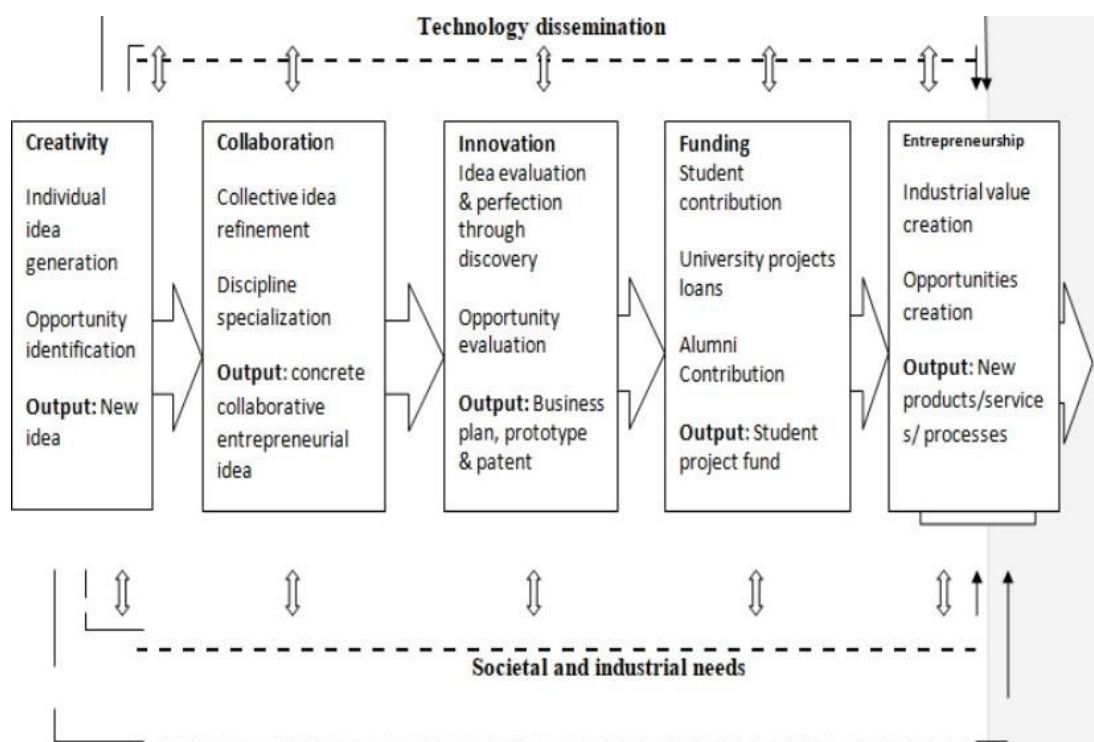 Technology dissemination
Creativity
Individual
idea
generation
Opportunity
identification
Output: New
idea
Collaboration
Collective idea
refinement
Discipline
specialization
Output: concrete
collaborative
entrepreneurial
idea
Innovation
Idea evaluation
& perfection
through
discovery
Opportunity
evaluation
Output: Business
plan, prototype
& patent
Funding
Student
contribution
University projects
loans
Alumni
Contribution
Output: Student
project fund
Entrepreneurship
Industrial value
creation
Opportunities
creation
Output: New
products/service
s/ processes
Societal and industrial needs